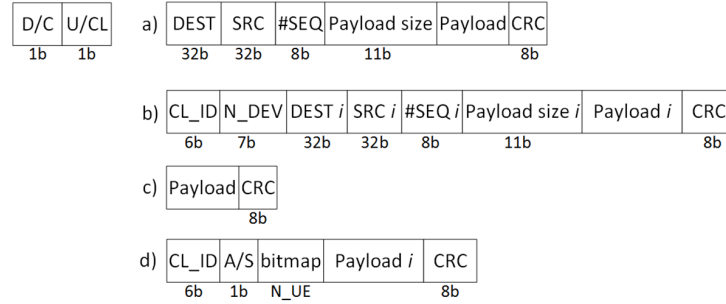 D/C U/CL a) DEST SRC #SEQ Payload size Payload CRC
1b 1b 32b 32b 8b 11b 8b
b) CL_ID N_DEV DEST i SRC i #SEQ i Payload size i Payload i CRC
6b 7b 32b 32b 8b 11b 8b
c) Payload CRC
8b
d) CL_ID A/S bitmap Payload i CRC
6b 1b N_UE 8b